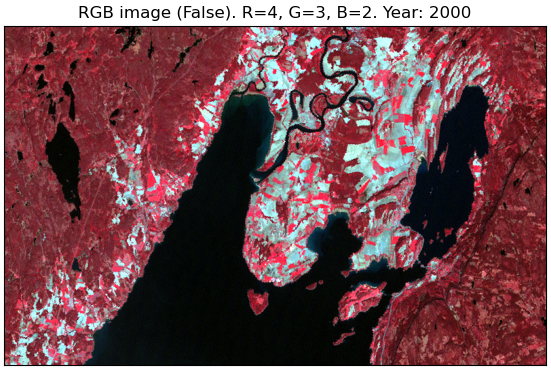 RGB image (False). R=4, G=3, B=2. Year: 2000